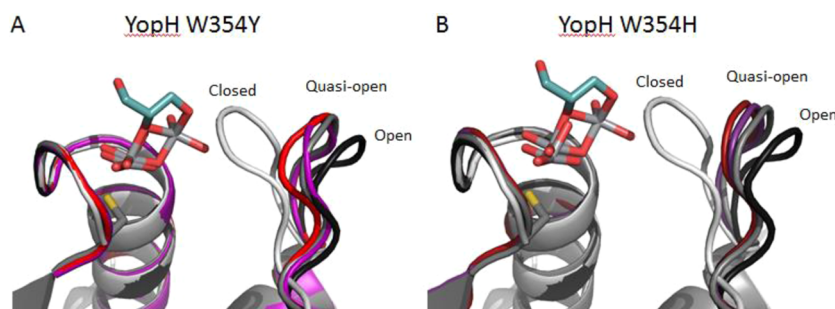 A YopH W354Y
Closed
Quasi-open
Open
B YopH W354H
Closed
Quasi-open
Open